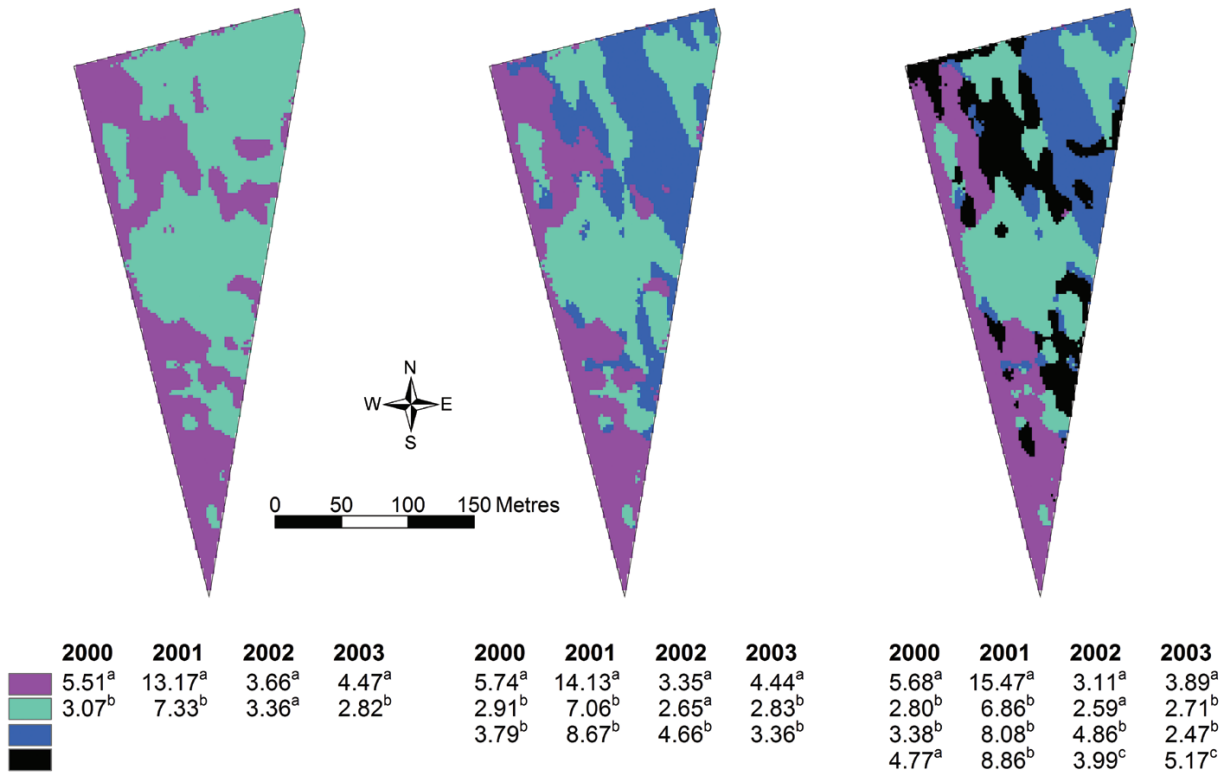 N
W E
S
0 50 100 150 Metres
2000 2001 2002 2003 2000 2001 2002 2003 2000 2001 2002 2003
5.51ᵃ 13.17ᵃ 3.66ᵃ 4.47ᵃ 5.74ᵃ 14.13ᵃ 3.35ᵃ 4.44ᵃ 5.68ᵃ 15.47ᵃ 3.11ᵃ 3.89ᵃ
3.07ᵇ 7.33ᵇ 3.36ᵃ 2.82ᵇ 2.91ᵇ 7.06ᵇ 2.65ᵃ 2.83ᵇ 2.80ᵇ 6.86ᵇ 2.59ᵃ 2.71ᵇ
3.79ᵇ 8.67ᵇ 4.66ᵇ 3.36ᵇ 3.38ᵇ 8.08ᵇ 4.86ᵇ 2.47ᵇ
4.77ᵃ 8.86ᵇ 3.99ᶜ 5.17ᶜ